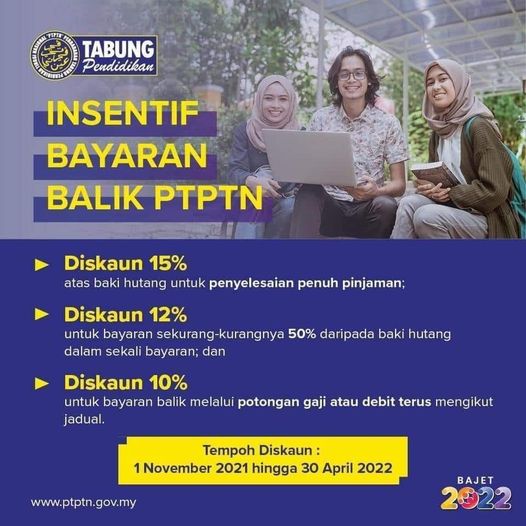 TABUNG
Pendidikan
INSENTIF
BAYARAN
BALIK PTPTN
Diskaun 15%
atas baki hutang untuk penyelesaian penuh pinjaman;
Diskaun 12%
untuk bayaran sekurang-kurangnya 50% daripada baki hutang
dalam sekali bayaran; dan
Diskaun 10%
untuk bayaran balik melalui potongan gaji atau debit terus mengikut
jadual.
Tempoh Diskaun :
1 November 2021 hingga 30 April 2022
www.ptptn.gov.my
BAJET
2022